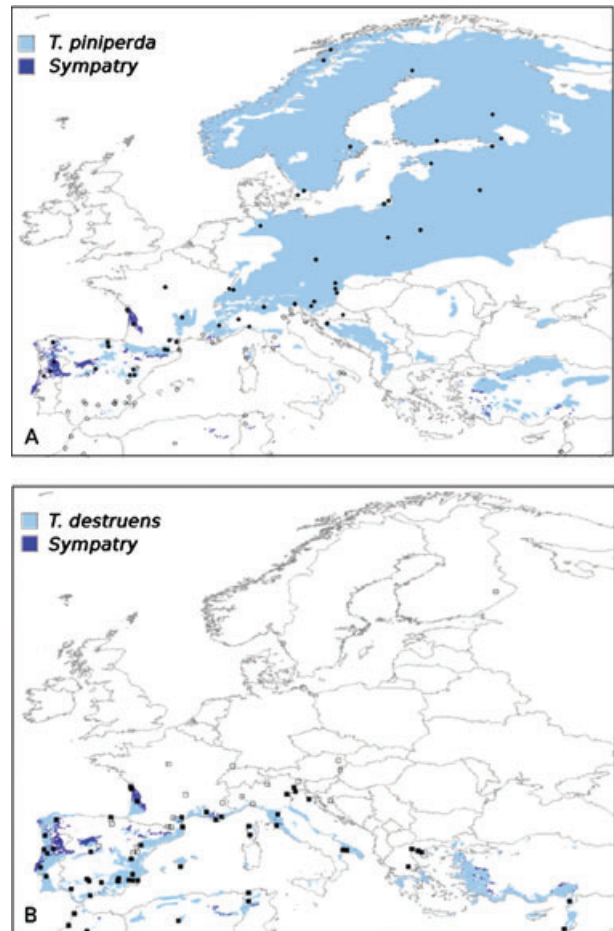 T. piniperda
Sympatry
A
T. destruens
Sympatry
B